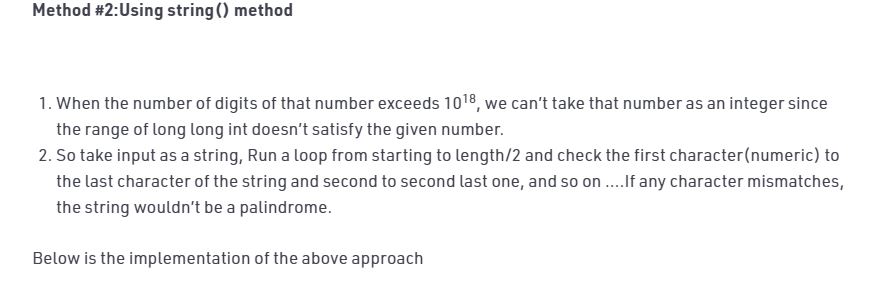 Method #2:Using string() method
1. When the number of digits of that number exceeds 10¹⁸, we can't take that number as an integer since
the range of long long int doesn't satisfy the given number.
2. So take input as a string, Run a loop from starting to length/2 and check the first character(numeric) to
the last character of the string and second to second last one, and so on ....If any character mismatches,
the string wouldn't be a palindrome.
Below is the implementation of the above approach